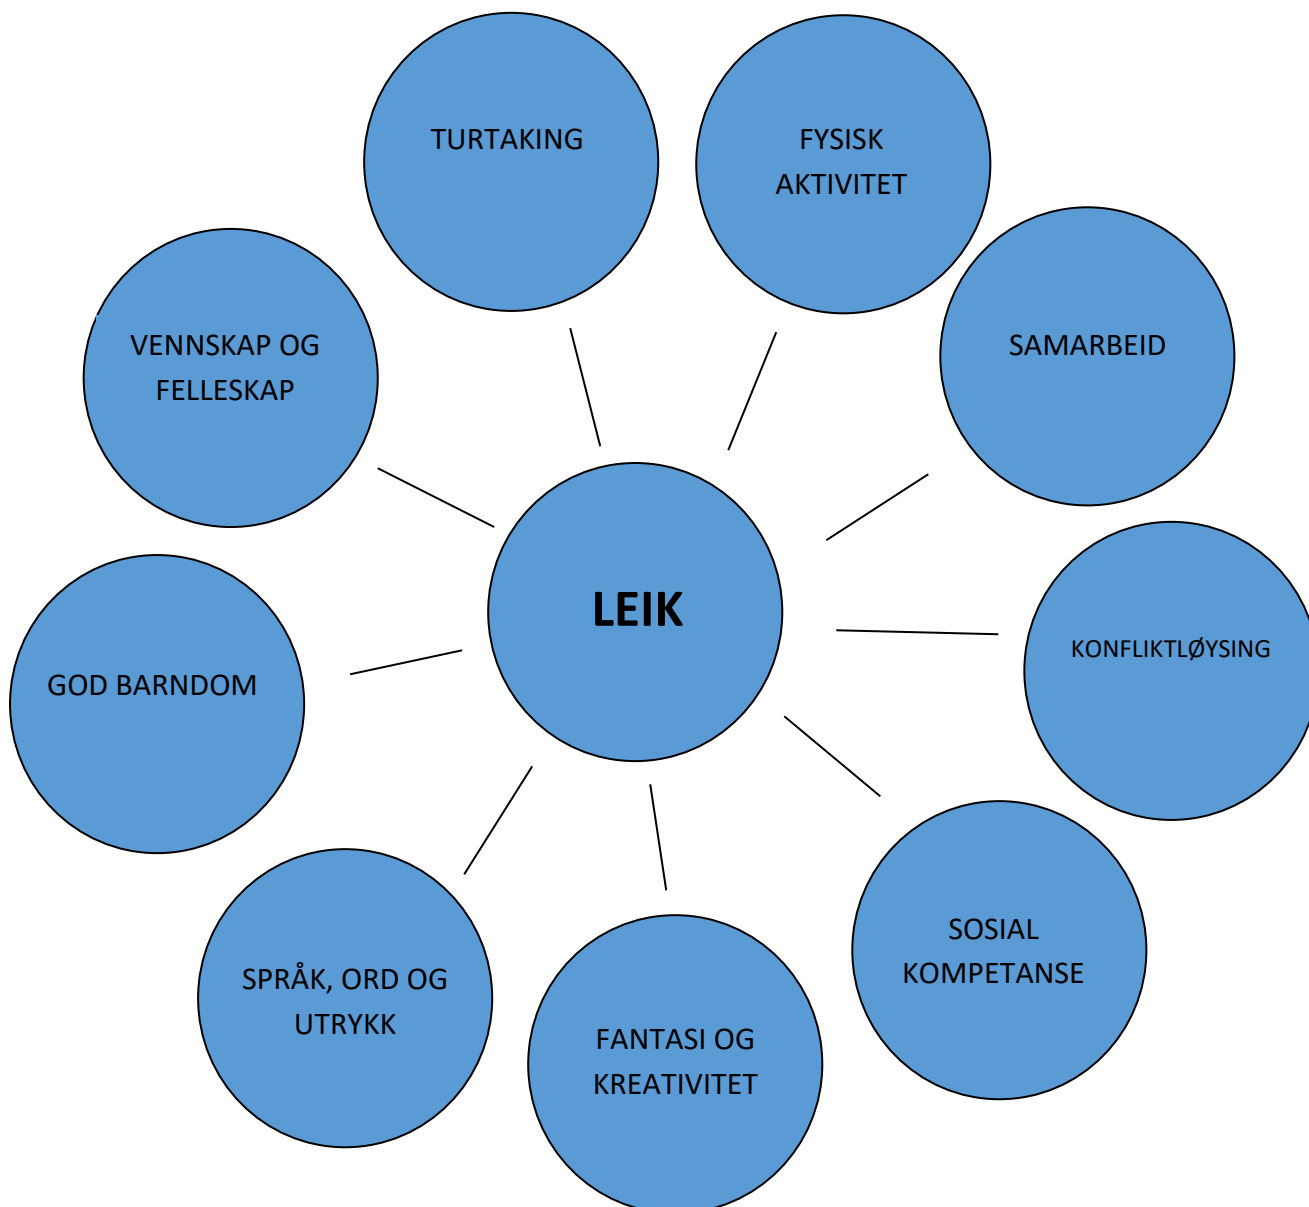 TURTAKING
FYSISK
AKTIVITET
VENNSKAP OG
FELLESKAP
SAMARBEID
LEIK
KONFLIKTLØYSING
GOD BARNDOM
SOSIAL
KOMPETANSE
SPRÅK, ORD OG
UTRYKK
FANTASI OG
KREATIVITET